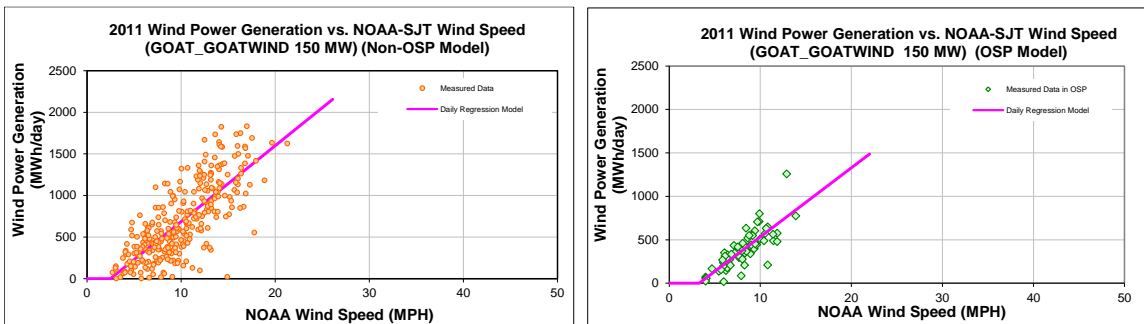 2011 Wind Power Generation vs. NOAA-SJT Wind Speed
(GOAT_GOATWIND 150 MW) (Non-OSP Model)
Wind Power Generation
(MWh/day)
2500
2000
1500
1000
500
0
Measured Data
Daily Regression Model
0 10 20 30 40 50
NOAA Wind Speed (MPH)
2011 Wind Power Generation vs. NOAA-SJT Wind Speed
(GOAT_GOATWIND 150 MW) (OSP Model)
Wind Power Generation
(MWh/day)
2500
2000
1500
1000
500
0
Measured Data in OSP
Daily Regression Model
0 10 20 30 40 50
NOAA Wind Speed (MPH)